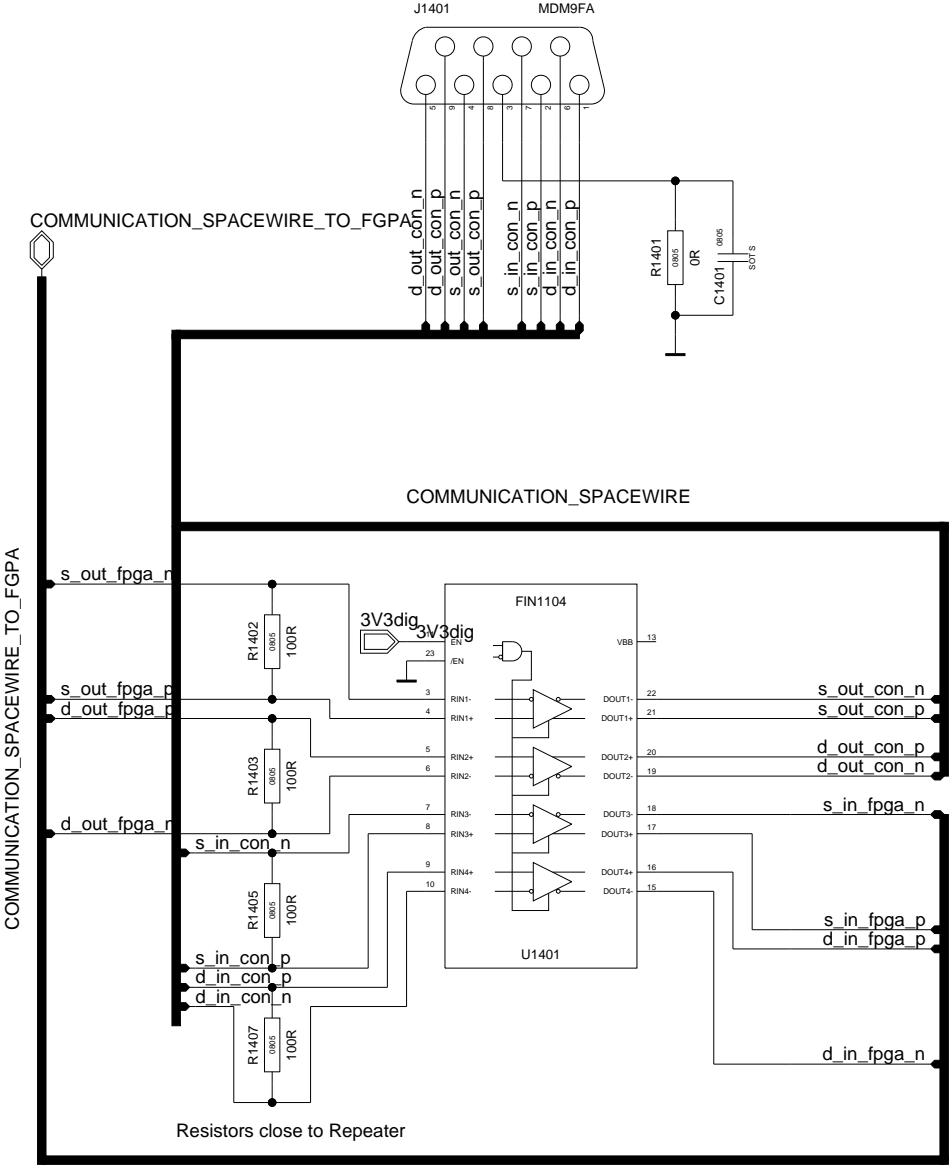 J1401 MDM9FA
5 9 4 8 3 7 2 6 1
COMMUNICATION_SPACEWIRE_TO_FGPA
d_out_con_n
d_out_con_p
s_out_con_n
s_out_con_p
s_in_con_n
s_in_con_p
d_in_con_n
d_in_con_p
R1401
0805
0R
C1401
0805
SOTS
COMMUNICATION_SPACEWIRE
COMMUNICATION_SPACEWIRE_TO_FGPA
s_out_fpga_n
s_out_fpga_p
d_out_fpga_p
d_out_fpga_n
s_in_con_n
s_in_con_p
d_in_con_p
d_in_con_n
R1402
0805
100R
R1403
0805
100R
R1405
0805
100R
R1407
0805
100R
3V3dig
3V3dig
FIN1104
EN
23 /EN
3 RIN1-
4 RIN1+
5 RIN2+
6 RIN2-
7 RIN3-
8 RIN3+
9 RIN4+
10 RIN4-
VBB 13
DOUT1- 22
DOUT1+ 21
DOUT2+ 20
DOUT2- 19
DOUT3- 18
DOUT3+ 17
DOUT4+ 16
DOUT4- 15
U1401
s_out_con_n
s_out_con_p
d_out_con_p
d_out_con_n
s_in_fpga_n
s_in_fpga_p
d_in_fpga_p
d_in_fpga_n
Resistors close to Repeater